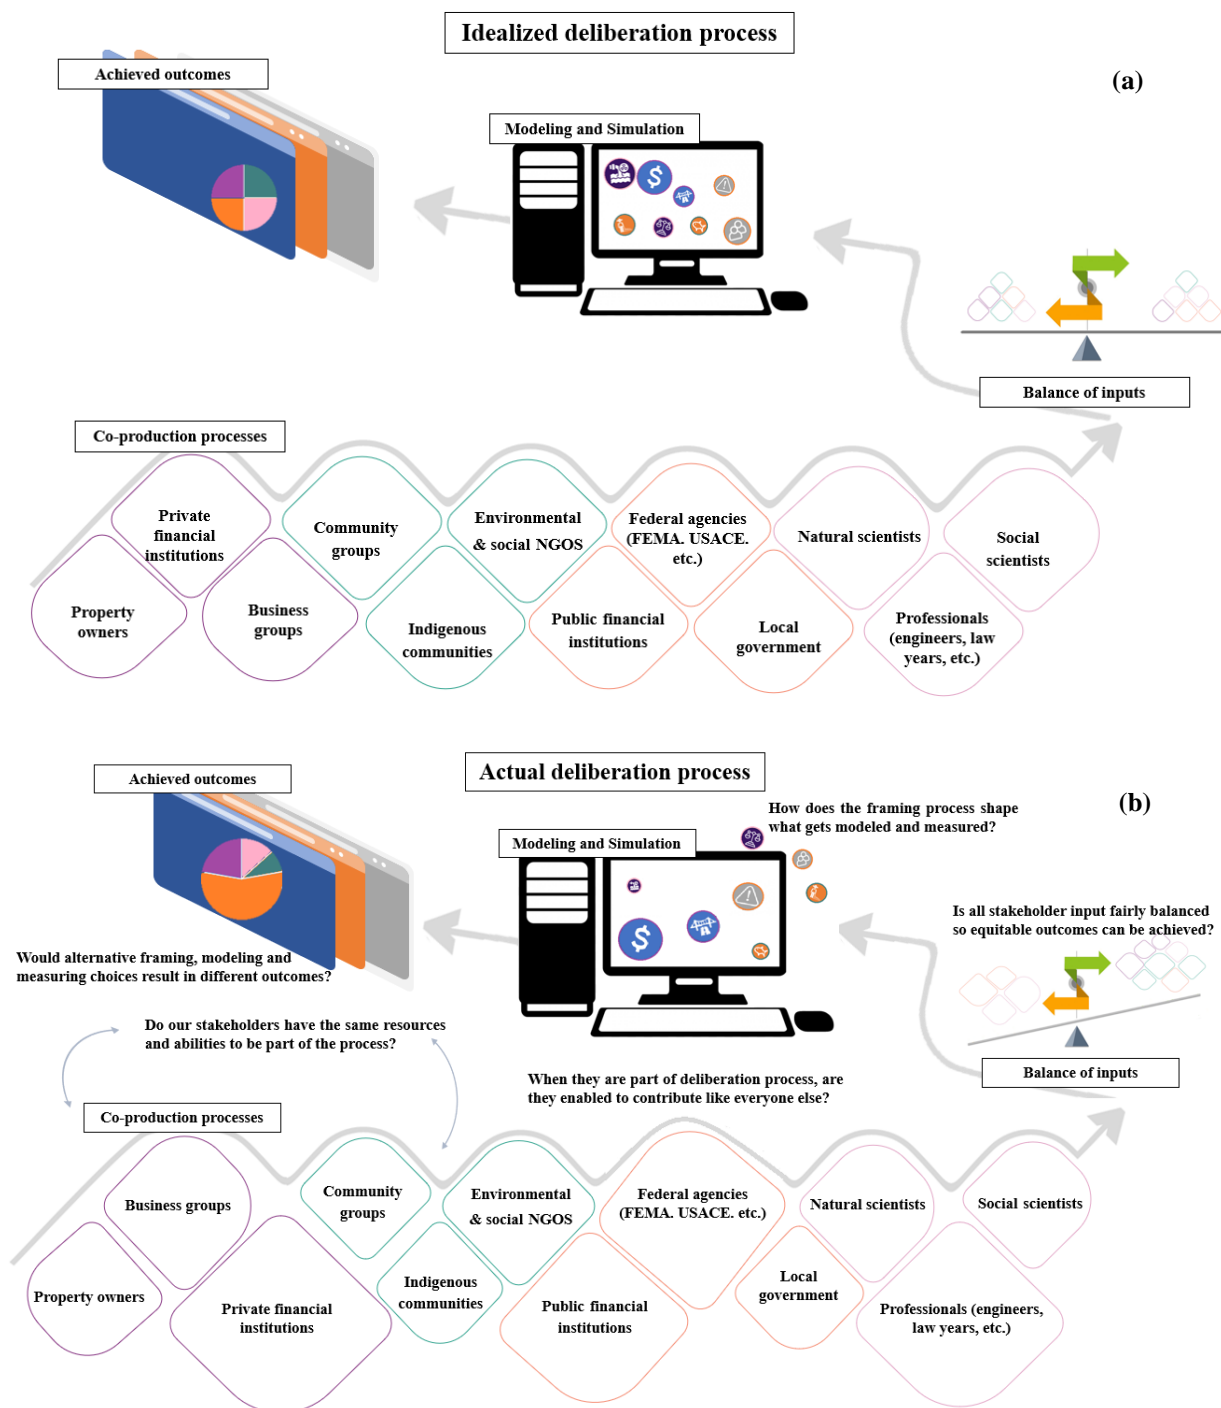 Idealized deliberation process
Achieved outcomes
(a)
Modeling and Simulation
$
Balance of inputs
Co-production processes
Private
financial
institutions
Community
groups
Environmental
& social NGOS
Federal agencies
(FEMA. USACE.
etc.)
Natural scientists
Social
scientists
Property
owners
Business
groups
Indigenous
communities
Public financial
institutions
Local
government
Professionals
(engineers, law
years, etc.)
Actual deliberation process
Achieved outcomes
(b)
How does the framing process shape
what gets modeled and measured?
Modeling and Simulation
$
Is all stakeholder input fairly balanced
so equitable outcomes can be achieved?
Would alternative framing, modeling and
measuring choices result in different outcomes?
Do our stakeholders have the same resources
and abilities to be part of the process?
When they are part of deliberation process, are
they enabled to contribute like everyone else?
Balance of inputs
Co-production processes
Business groups
Community
groups
Environmental
& social NGOS
Federal agencies
(FEMA. USACE. etc.)
Natural scientists
Social scientists
Property owners
Private financial
institutions
Indigenous
communities
Public financial
institutions
Local
government
Professionals (engineers,
law years, etc.)